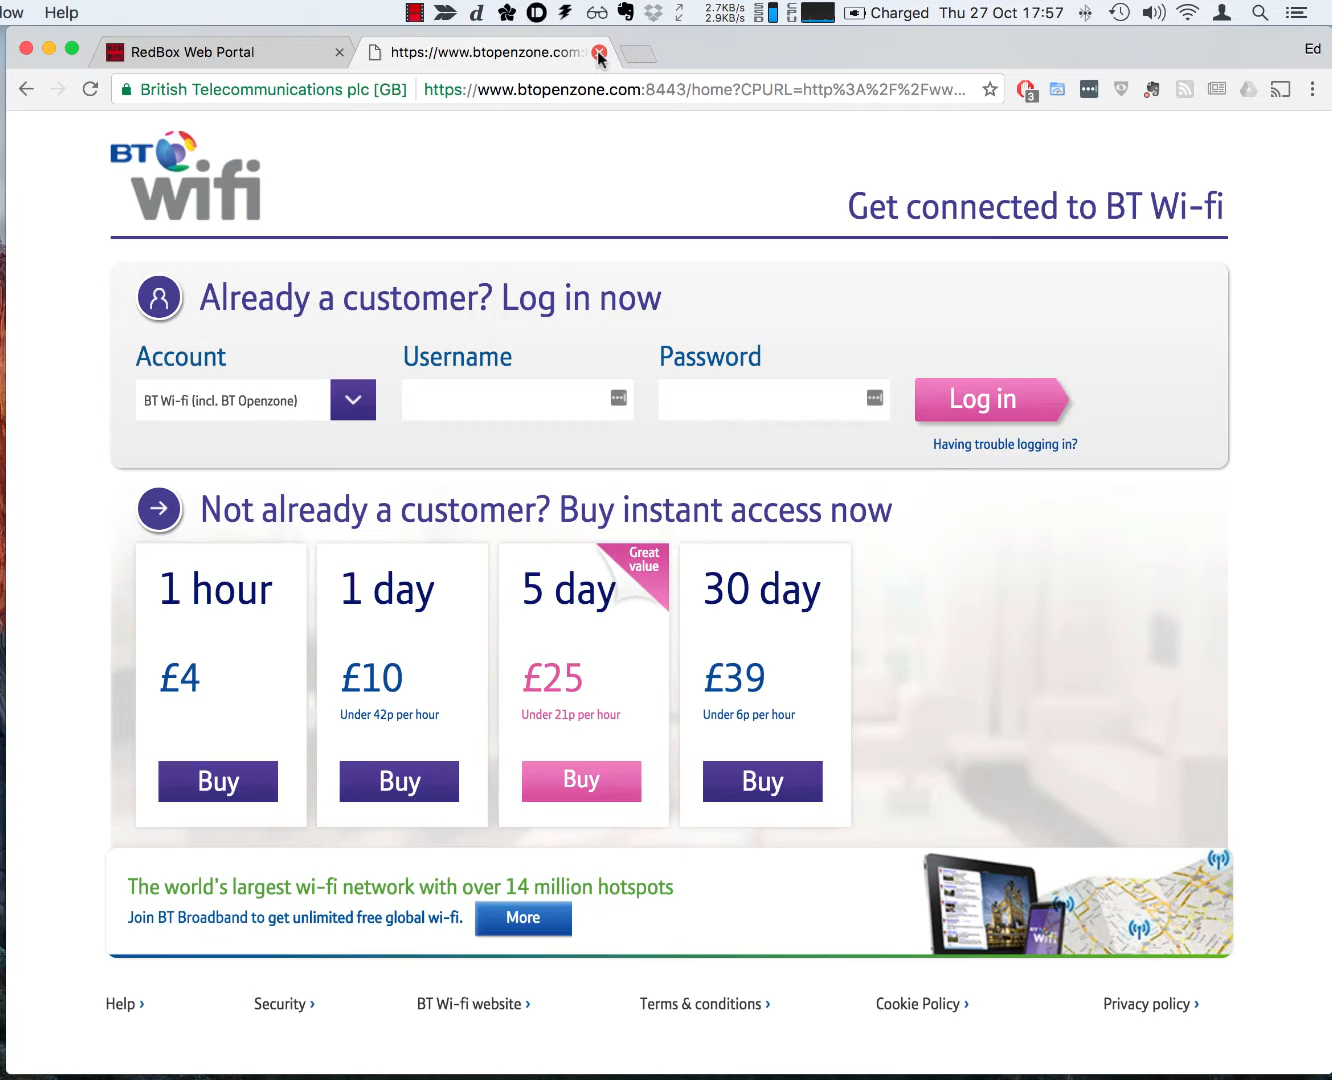 low Help 2.7KB/s 2.9KB/s Charged Thu 27 Oct 17:57
RedBox Web Portal https://www.btopenzone.com: Ed
British Telecommunications plc [GB] https://www.btopenzone.com:8443/home?CPURL=http%3A%2F%2Fww... 3
BT wifi
Get connected to BT Wi-fi
Already a customer? Log in now
Account Username Password
BT Wi-fi (incl. BT Openzone) Log in
Having trouble logging in?
Not already a customer? Buy instant access now
Great value
1 hour 1 day 5 day 30 day
£4 £10 £25 £39
Under 42p per hour Under 21p per hour Under 6p per hour
Buy Buy Buy Buy
The world's largest wi-fi network with over 14 million hotspots
Join BT Broadband to get unlimited free global wi-fi. More
Help › Security › BT Wi-fi website › Terms & conditions › Cookie Policy › Privacy policy ›